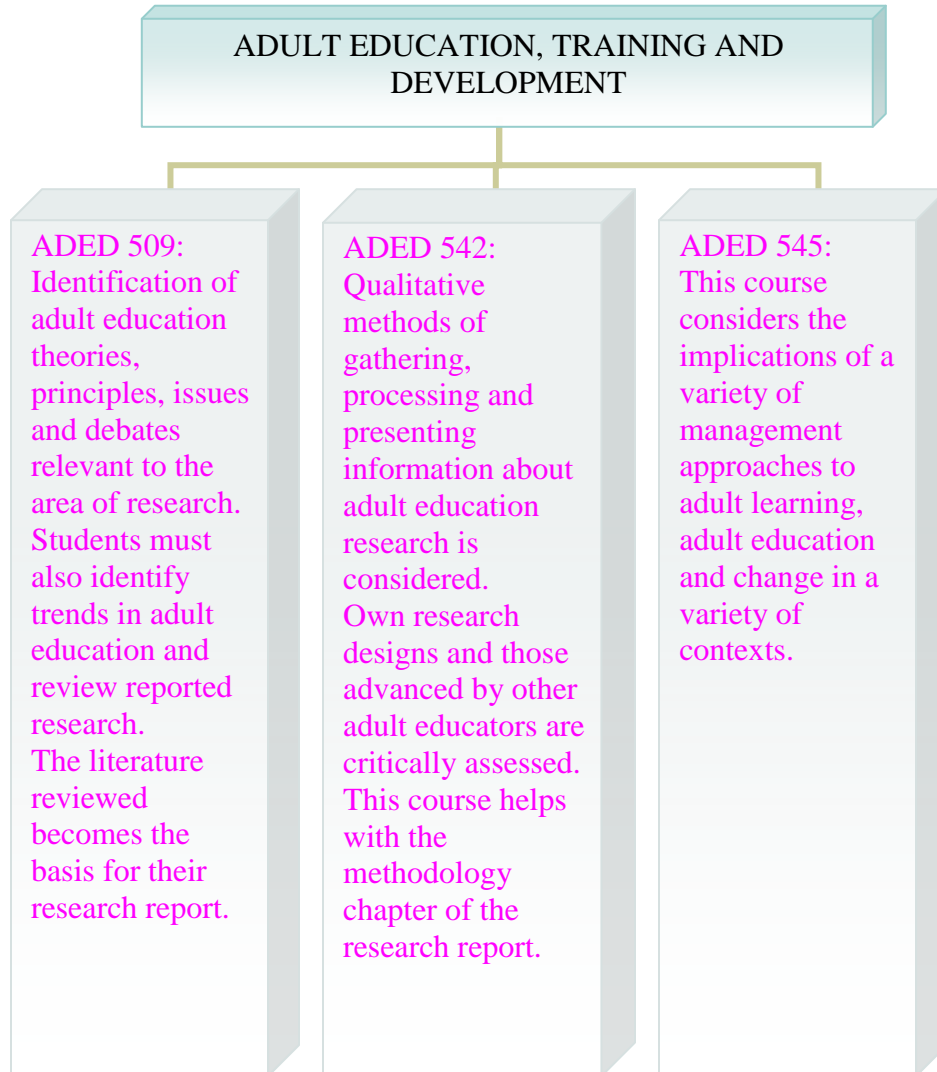 ADULT EDUCATION, TRAINING AND
DEVELOPMENT
ADED 509:
Identification of
adult education
theories,
principles, issues
and debates
relevant to the
area of research.
Students must
also identify
trends in adult
education and
review reported
research.
The literature
reviewed
becomes the
basis for their
research report.
ADED 542:
Qualitative
methods of
gathering,
processing and
presenting
information about
adult education
research is
considered.
Own research
designs and those
advanced by other
adult educators are
critically assessed.
This course helps
with the
methodology
chapter of the
research report.
ADED 545:
This course
considers the
implications of a
variety of
management
approaches to
adult learning,
adult education
and change in a
variety of
contexts.